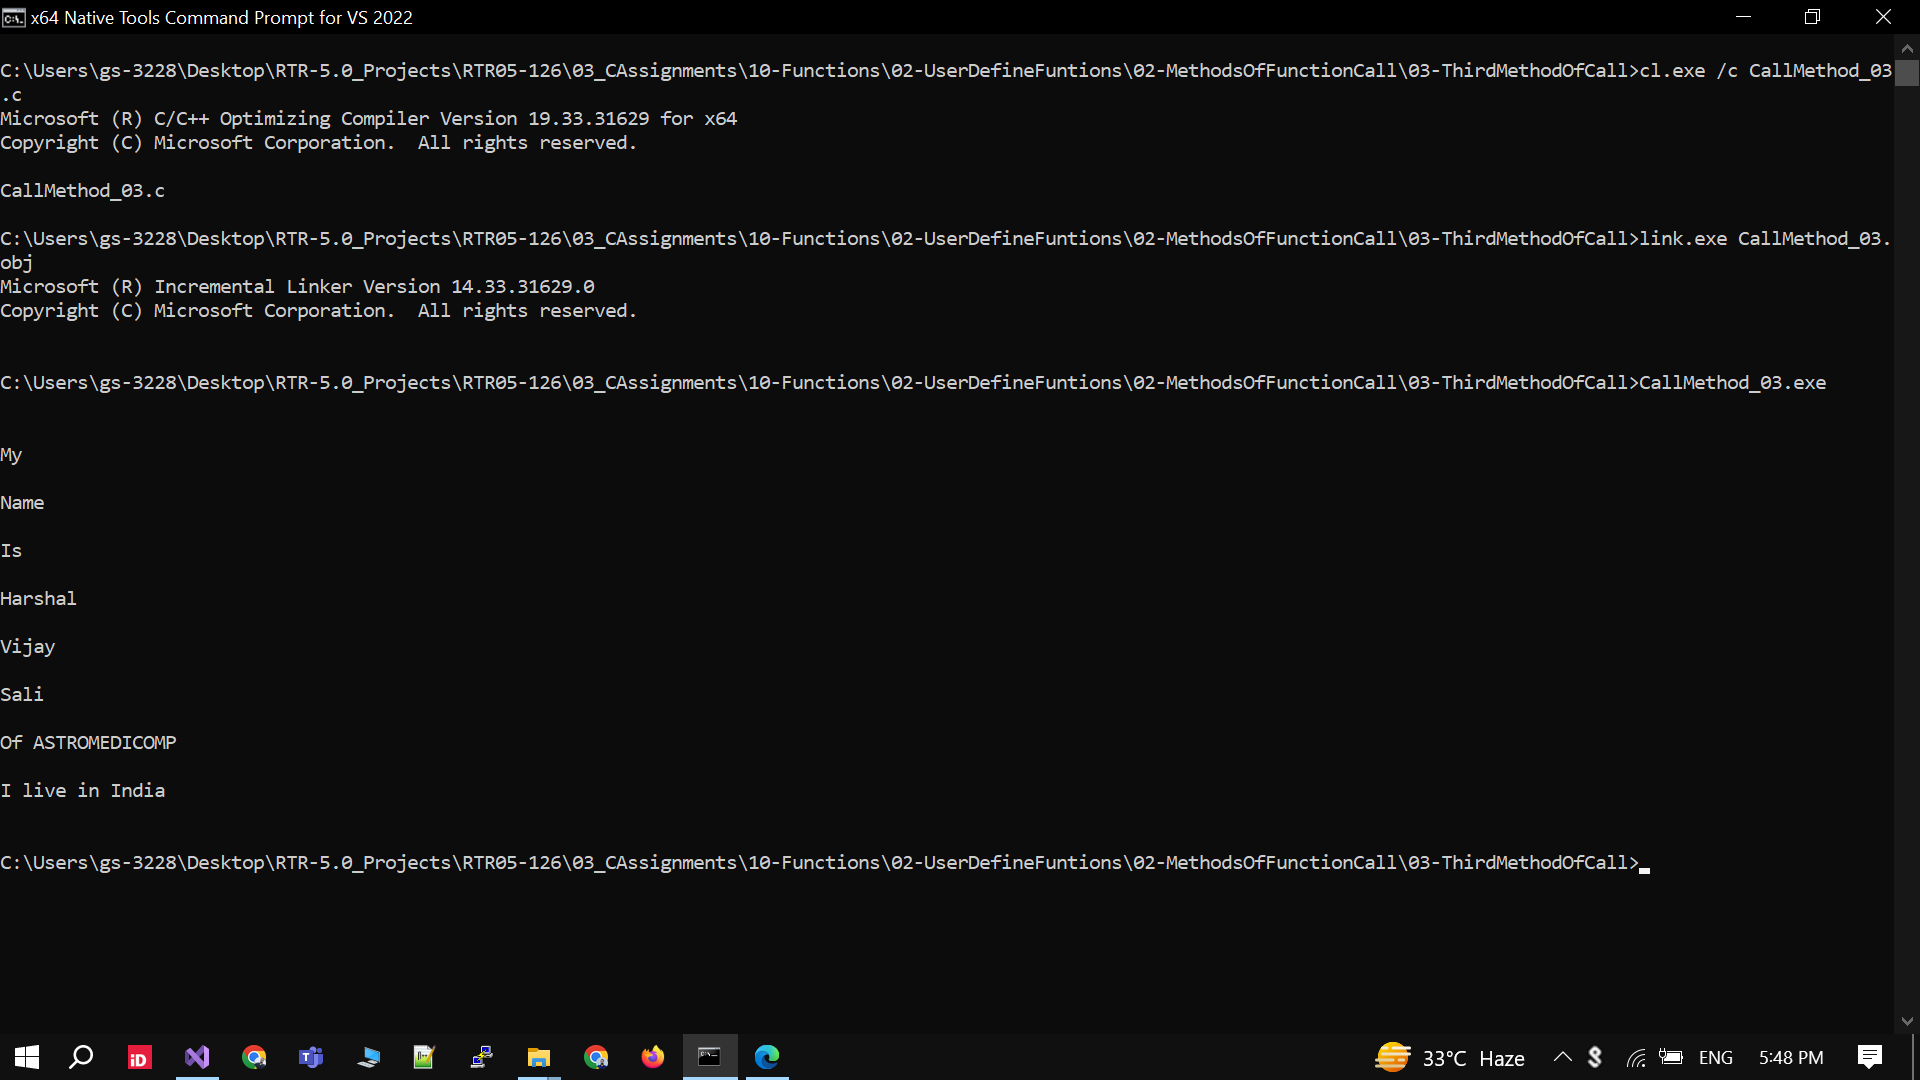 x64 Native Tools Command Prompt for VS 2022
C:\Users\gs-3228\Desktop\RTR-5.0_Projects\RTR05-126\03_CAssignments\10-Functions\02-UserDefineFuntions\02-MethodsOfFunctionCall\03-ThirdMethodOfCall>cl.exe /c CallMethod_03
.c
Microsoft (R) C/C++ Optimizing Compiler Version 19.33.31629 for x64
Copyright (C) Microsoft Corporation.  All rights reserved.
CallMethod_03.c
C:\Users\gs-3228\Desktop\RTR-5.0_Projects\RTR05-126\03_CAssignments\10-Functions\02-UserDefineFuntions\02-MethodsOfFunctionCall\03-ThirdMethodOfCall>link.exe CallMethod_03.
obj
Microsoft (R) Incremental Linker Version 14.33.31629.0
Copyright (C) Microsoft Corporation.  All rights reserved.
C:\Users\gs-3228\Desktop\RTR-5.0_Projects\RTR05-126\03_CAssignments\10-Functions\02-UserDefineFuntions\02-MethodsOfFunctionCall\03-ThirdMethodOfCall>CallMethod_03.exe
My
Name
Is
Harshal
Vijay
Sali
Of ASTROMEDICOMP
I live in India
C:\Users\gs-3228\Desktop\RTR-5.0_Projects\RTR05-126\03_CAssignments\10-Functions\02-UserDefineFuntions\02-MethodsOfFunctionCall\03-ThirdMethodOfCall>
iD
33°C Haze ENG 5:48 PM